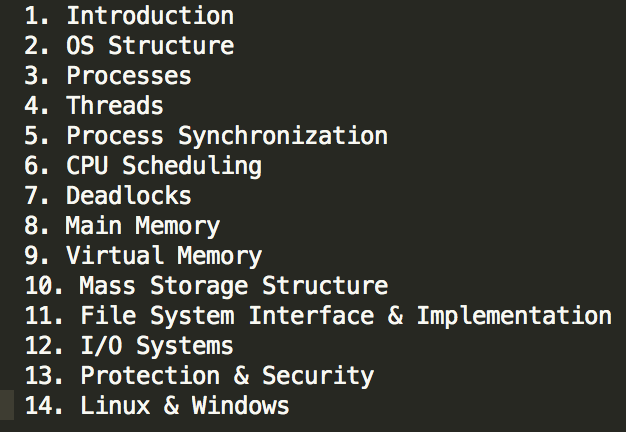 1. Introduction
2. OS Structure
3. Processes
4. Threads
5. Process Synchronization
6. CPU Scheduling
7. Deadlocks
8. Main Memory
9. Virtual Memory
10. Mass Storage Structure
11. File System Interface & Implementation
12. I/O Systems
13. Protection & Security
14. Linux & Windows